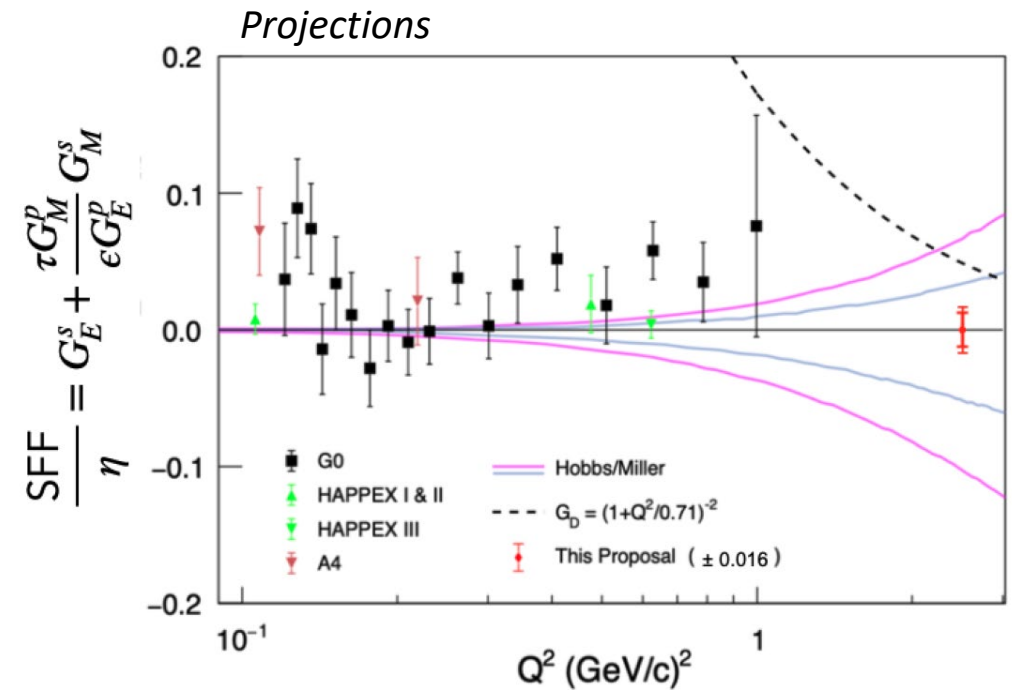 Projections
SFF/η = G_E^s + τG_M^p/ϵG_E^p G_M^s
0.2
0.1
0.0
−0.1
−0.2
G0
HAPPEX I & II
HAPPEX III
A4
Hobbs/Miller
G_D = (1+Q²/0.71)⁻²
This Proposal ( ± 0.016 )
10⁻¹
1
Q² (GeV/c)²